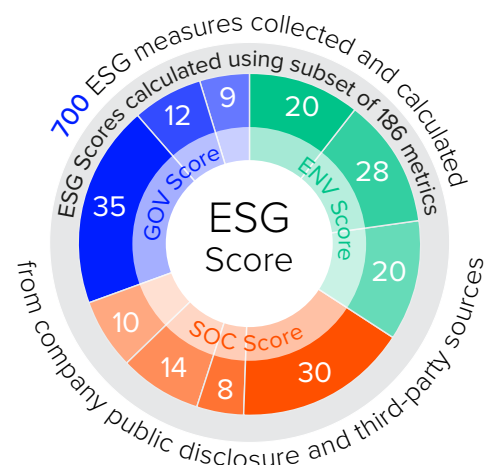 700 ESG measures collected and calculated
from company public disclosure and third-party sources
ESG Scores calculated using subset of 186 metrics
ENV Score
20
28
20
SOC Score
30
8
14
10
GOV Score
35
12
9
ESG
Score